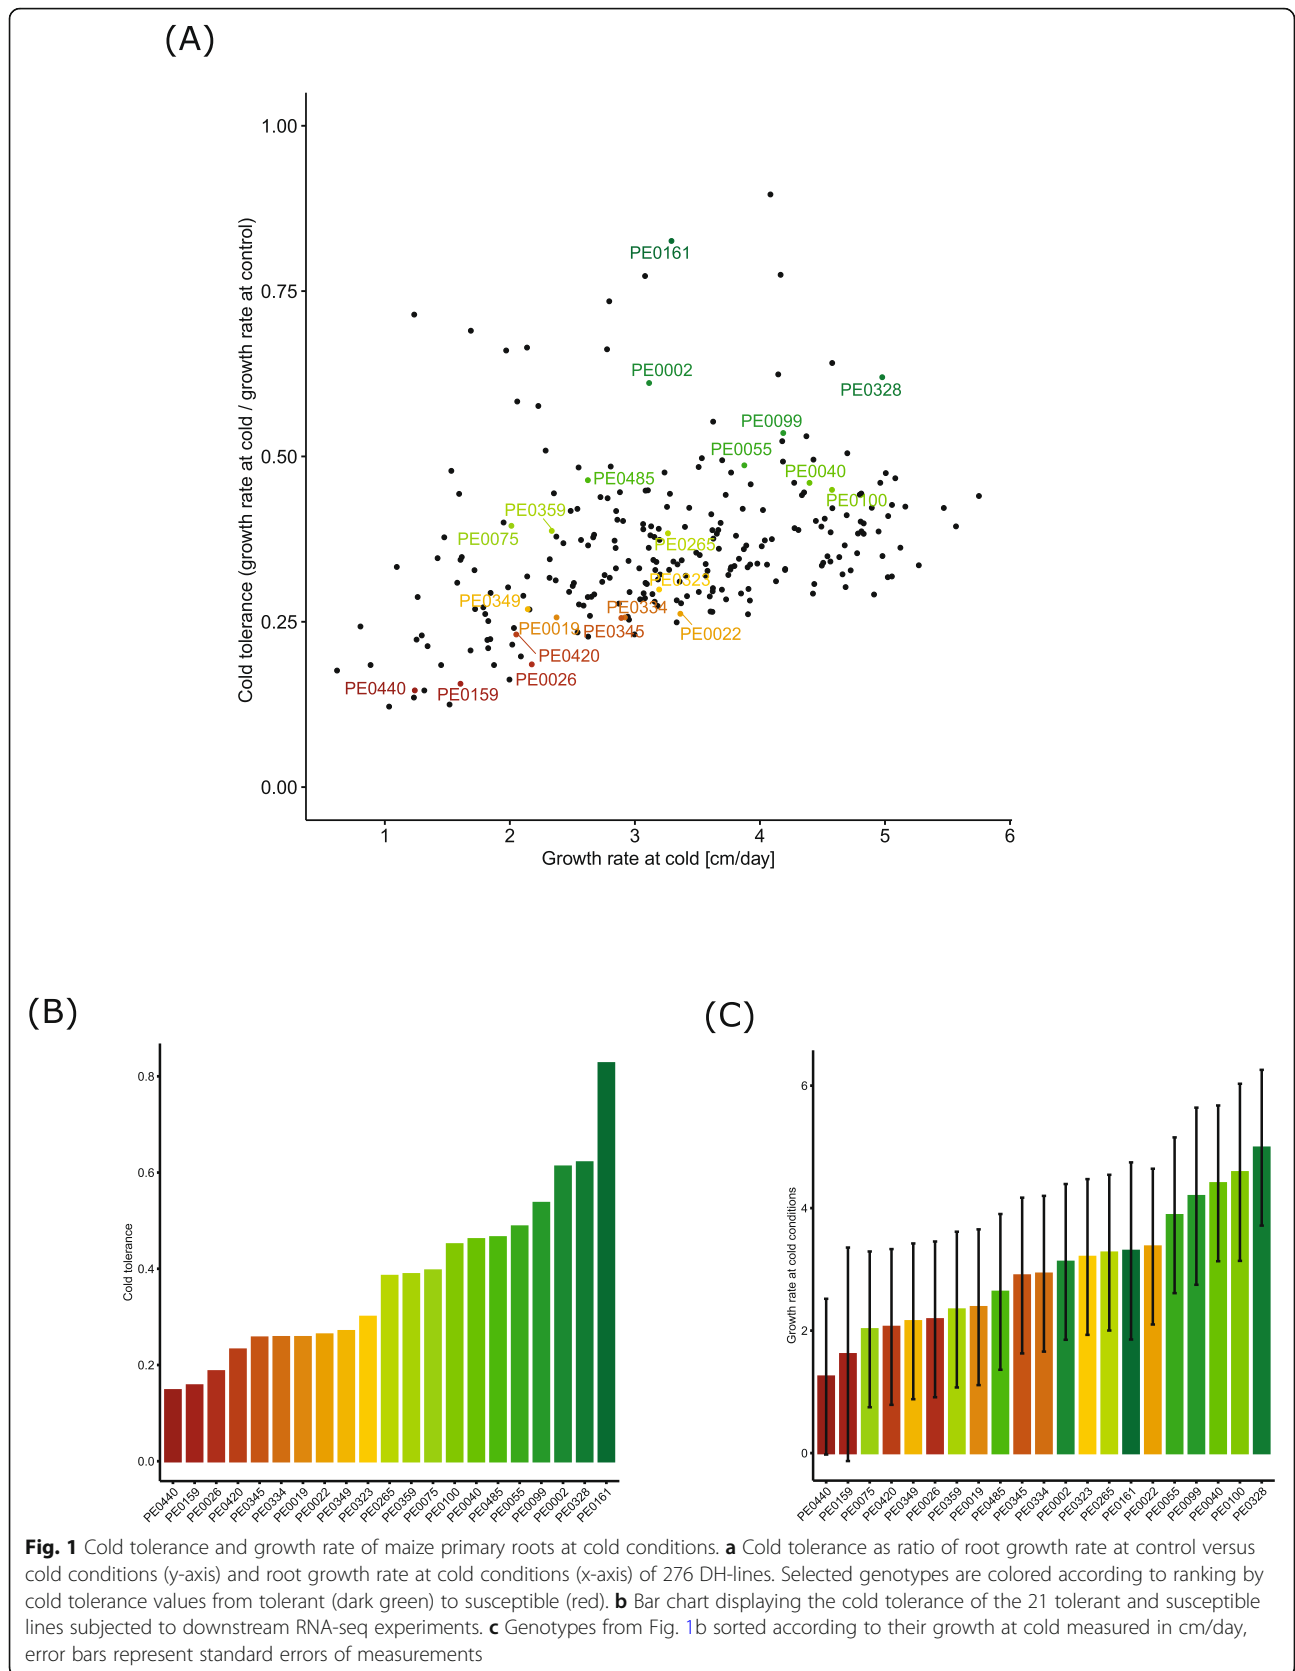 (A)
1.00
0.75
0.50
0.25
0.00
Cold tolerance (growth rate at cold / growth rate at control)
PE0161
PE0002
PE0328
PE0099
PE0055
PE0040
PE0485
PE0100
PE0359
PE0075
PE0265
PE0323
PE0349
PE0334
PE0019
PE0345
PE0022
PE0420
PE0026
PE0440
PE0159
1 2 3 4 5 6
Growth rate at cold [cm/day]
(B)
0.8
0.6
0.4
0.2
0.0
Cold tolerance
PE0440 PE0159 PE0026 PE0420 PE0345 PE0334 PE0019 PE0022 PE0349 PE0323 PE0265 PE0359 PE0075 PE0100 PE0040 PE0485 PE0055 PE0099 PE0002 PE0328 PE0161
(C)
6
4
2
0
Growth rate at cold conditions
PE0440 PE0159 PE0075 PE0420 PE0349 PE0026 PE0359 PE0019 PE0485 PE0345 PE0334 PE0002 PE0323 PE0265 PE0161 PE0022 PE0055 PE0099 PE0040 PE0100 PE0328
Fig. 1 Cold tolerance and growth rate of maize primary roots at cold conditions. a Cold tolerance as ratio of root growth rate at control versus
cold conditions (y-axis) and root growth rate at cold conditions (x-axis) of 276 DH-lines. Selected genotypes are colored according to ranking by
cold tolerance values from tolerant (dark green) to susceptible (red). b Bar chart displaying the cold tolerance of the 21 tolerant and susceptible
lines subjected to downstream RNA-seq experiments. c Genotypes from Fig. 1b sorted according to their growth at cold measured in cm/day,
error bars represent standard errors of measurements